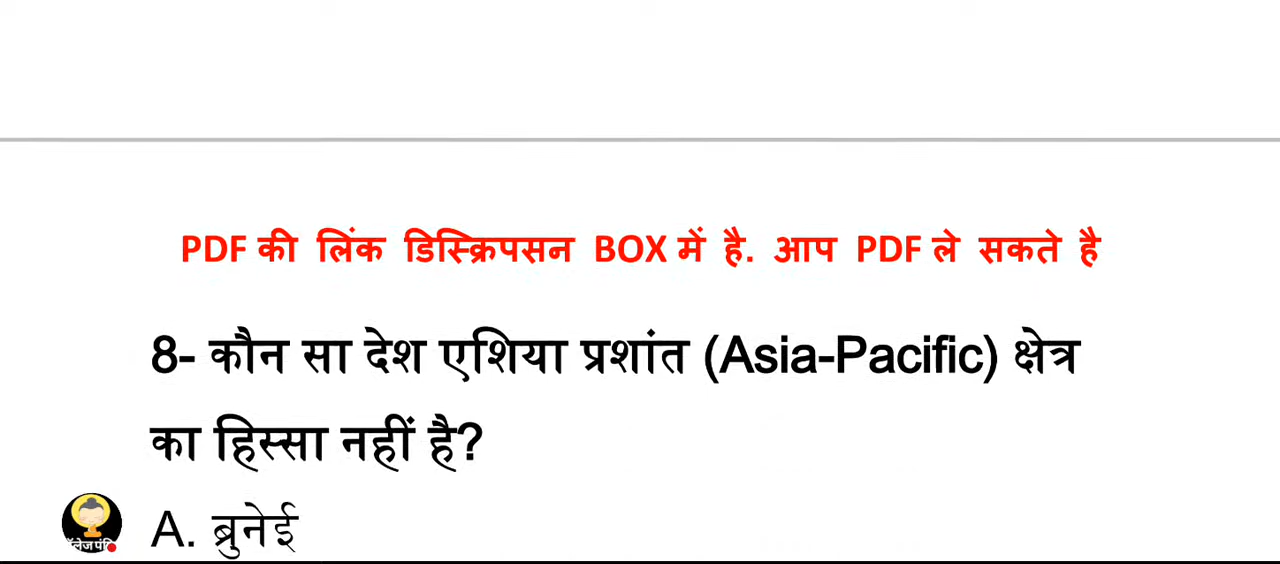 PDF की लिंक डिस्क्रिपसन BOX में है. आप PDF ले सकते है
8- कौन सा देश एशिया प्रशांत (Asia-Pacific) क्षेत्र
का हिस्सा नहीं है?
A. ब्रुनेई